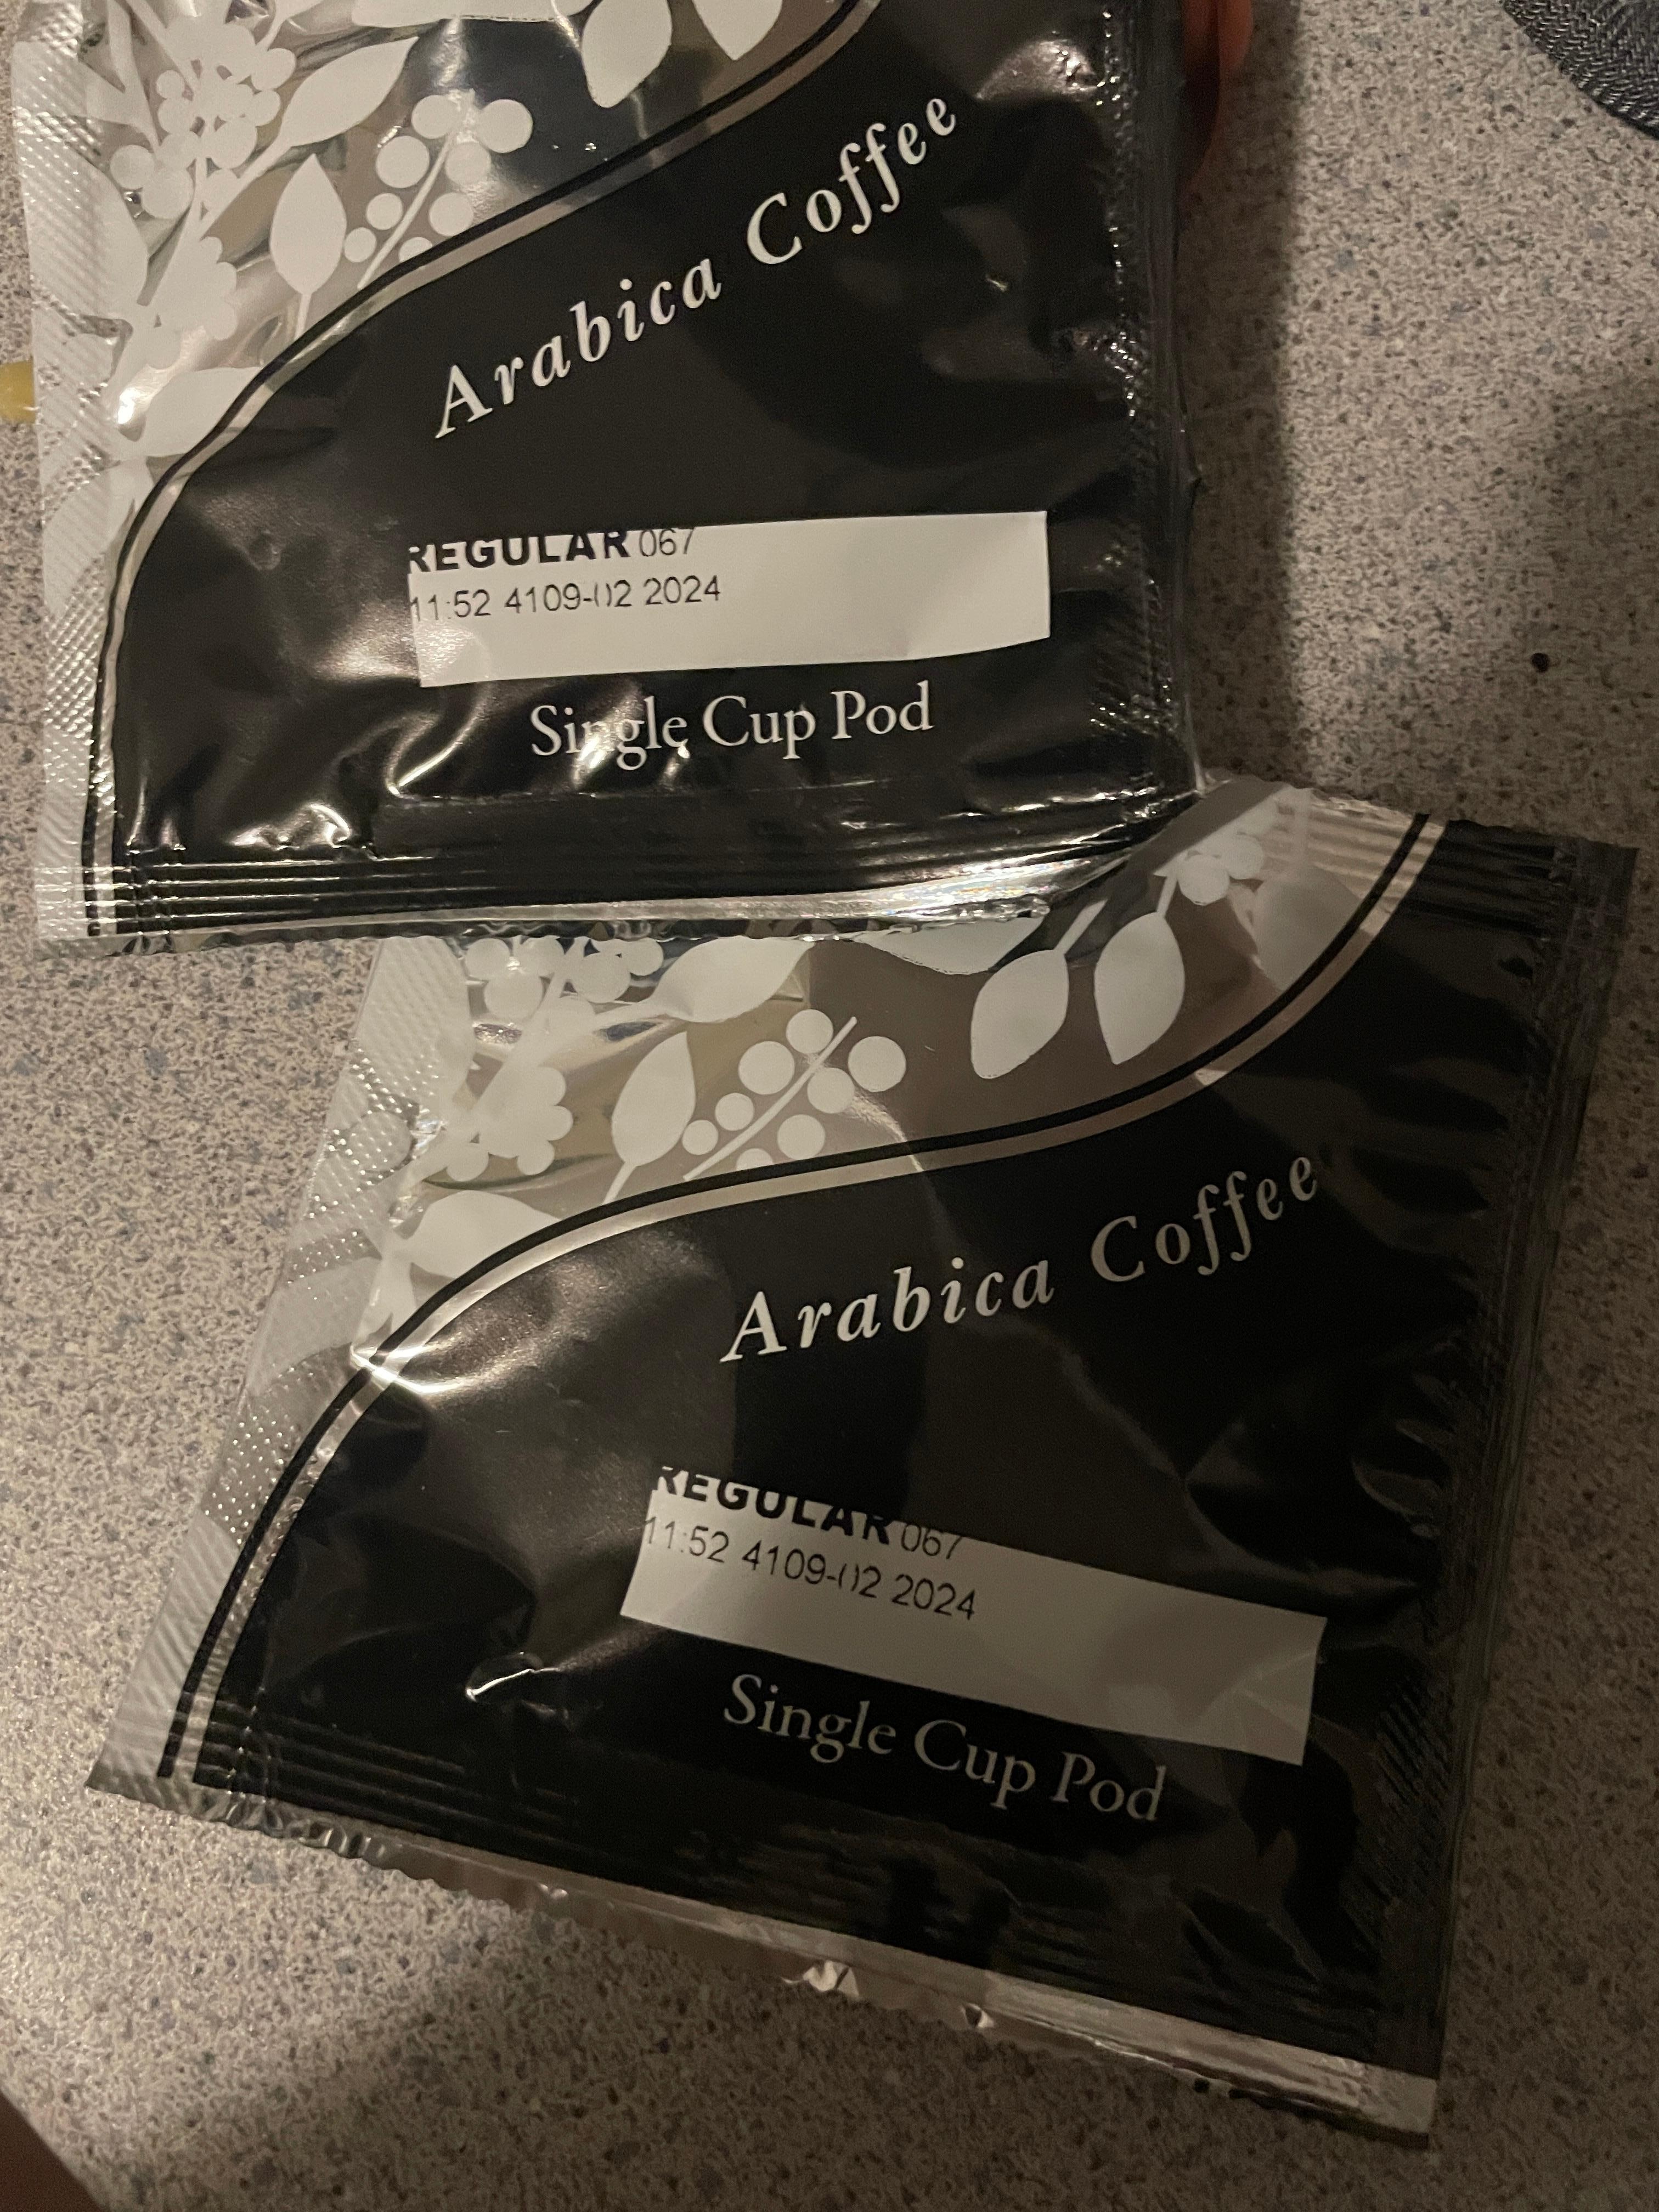 Arabica Coffee
REGULAR 067
11:52 4109-02 2024
Single Cup Pod
Arabica Coffee
REGULAR 067
11:52 4109-02 2024
Single Cup Pod